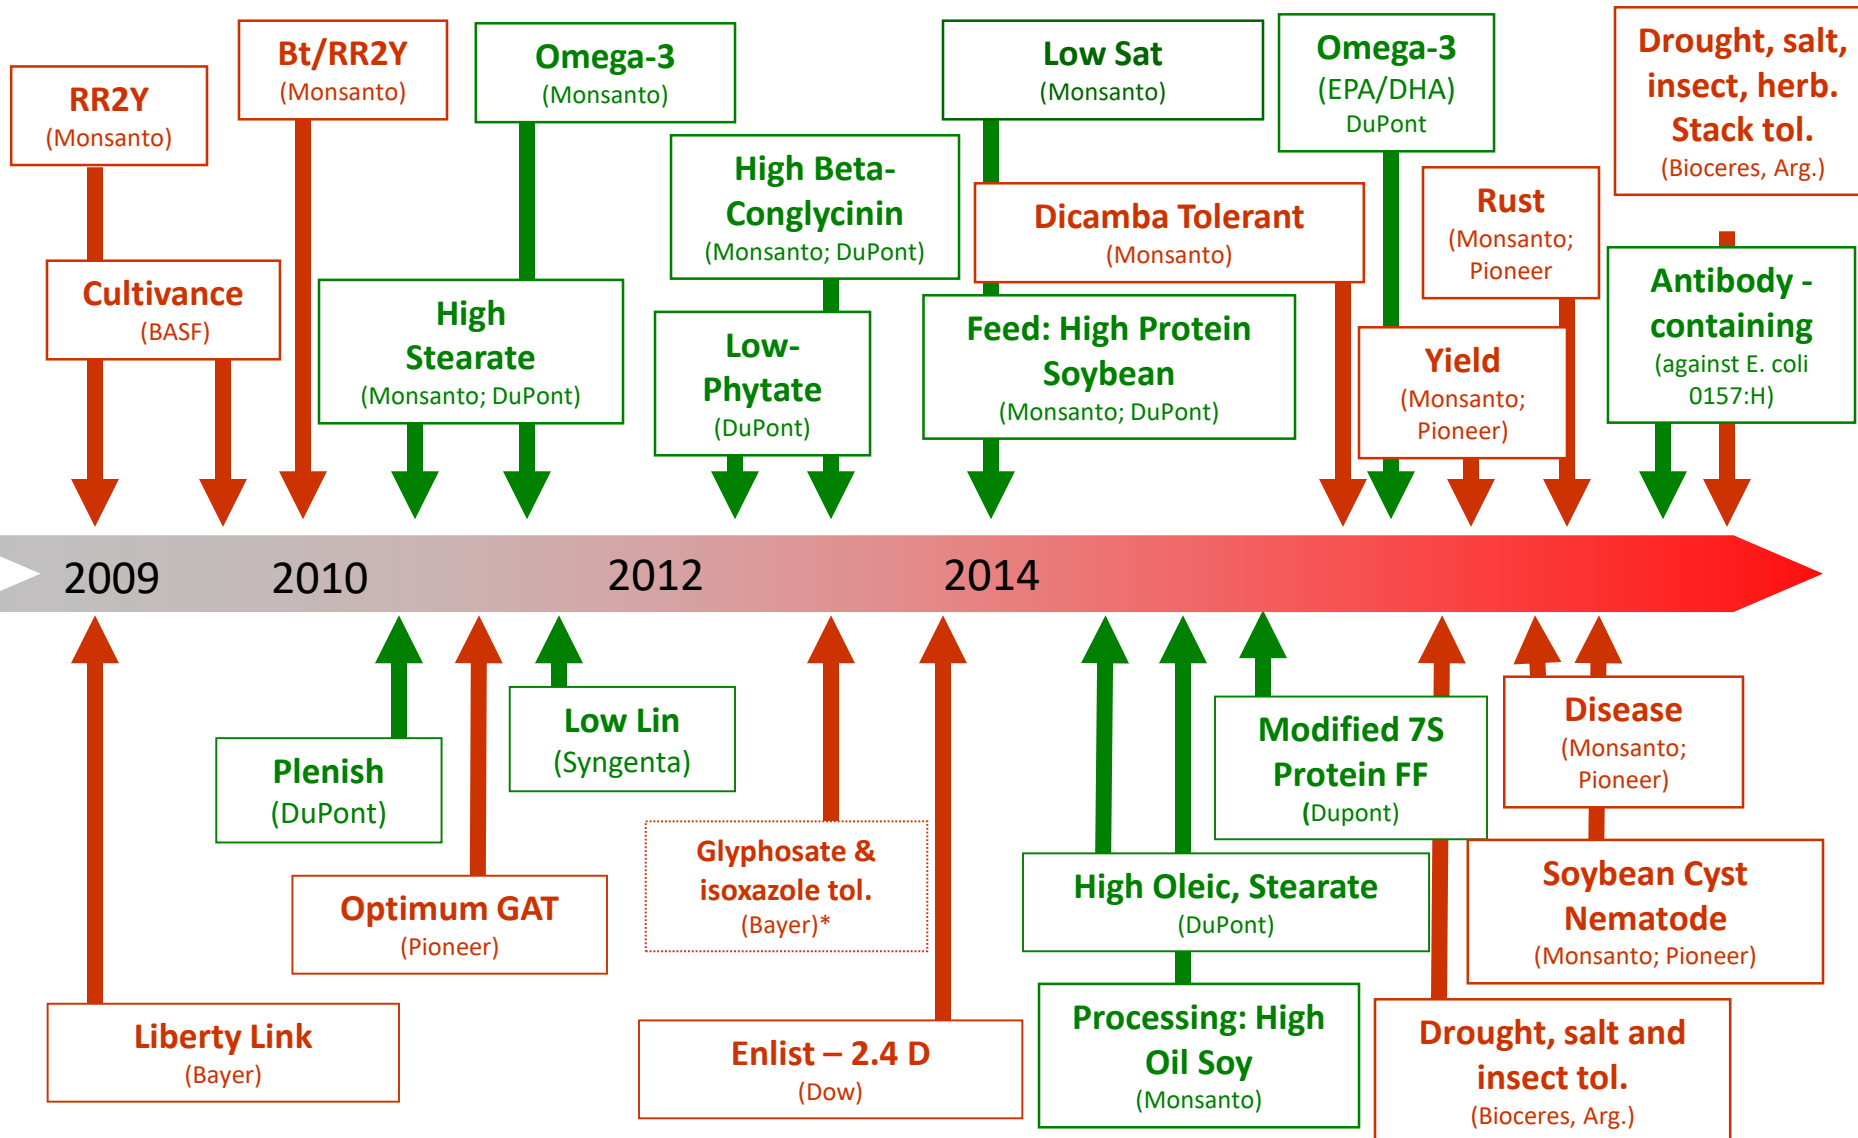 RR2Y
(Monsanto)
Bt/RR2Y
(Monsanto)
Omega-3
(Monsanto)
Low Sat
(Monsanto)
Omega-3
(EPA/DHA)
DuPont
Drought, salt,
insect, herb.
Stack tol.
(Bioceres, Arg.)
Cultivance
(BASF)
High
Stearate
(Monsanto; DuPont)
High Beta-
Conglycinin
(Monsanto; DuPont)
Low-
Phytate
(DuPont)
Dicamba Tolerant
(Monsanto)
Feed: High Protein
Soybean
(Monsanto; DuPont)
Rust
(Monsanto;
Pioneer
Yield
(Monsanto;
Pioneer)
Antibody -
containing
(against E. coli
0157:H)
2009
2010
2012
2014
Plenish
(DuPont)
Low Lin
(Syngenta)
Optimum GAT
(Pioneer)
Liberty Link
(Bayer)
Glyphosate &
isoxazole tol.
(Bayer)*
Enlist – 2.4 D
(Dow)
Modified 7S
Protein FF
(Dupont)
High Oleic, Stearate
(DuPont)
Processing: High
Oil Soy
(Monsanto)
Disease
(Monsanto;
Pioneer)
Soybean Cyst
Nematode
(Monsanto; Pioneer)
Drought, salt and
insect tol.
(Bioceres, Arg.)